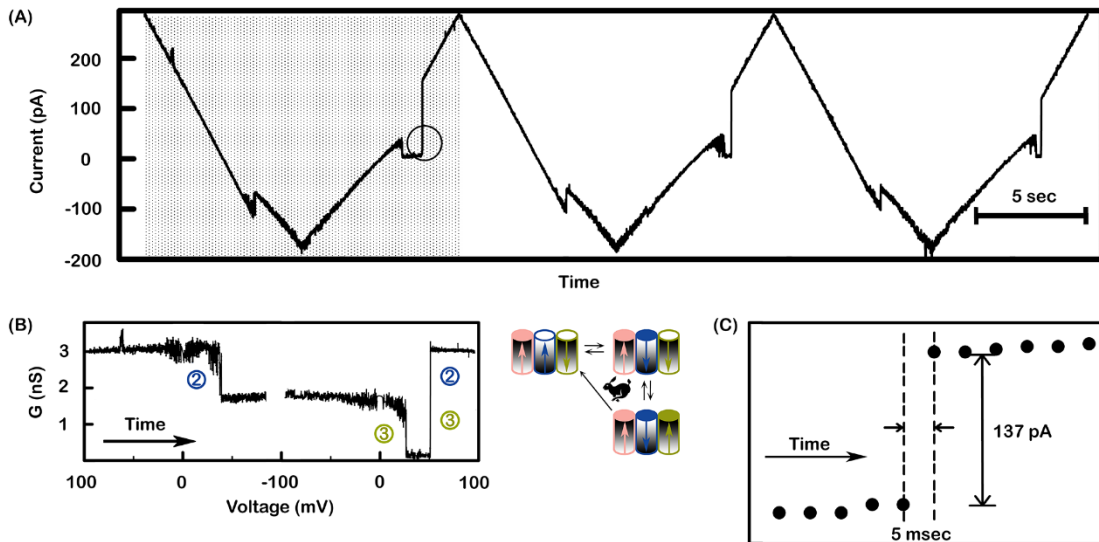 (A)
Current (pA)
200
100
0
-100
-200
5 sec
Time
(B)
G (nS)
3
2
1
②
③
②
③
Time
100
0
-100
0
100
Voltage (mV)
(C)
Time
137 pA
5 msec